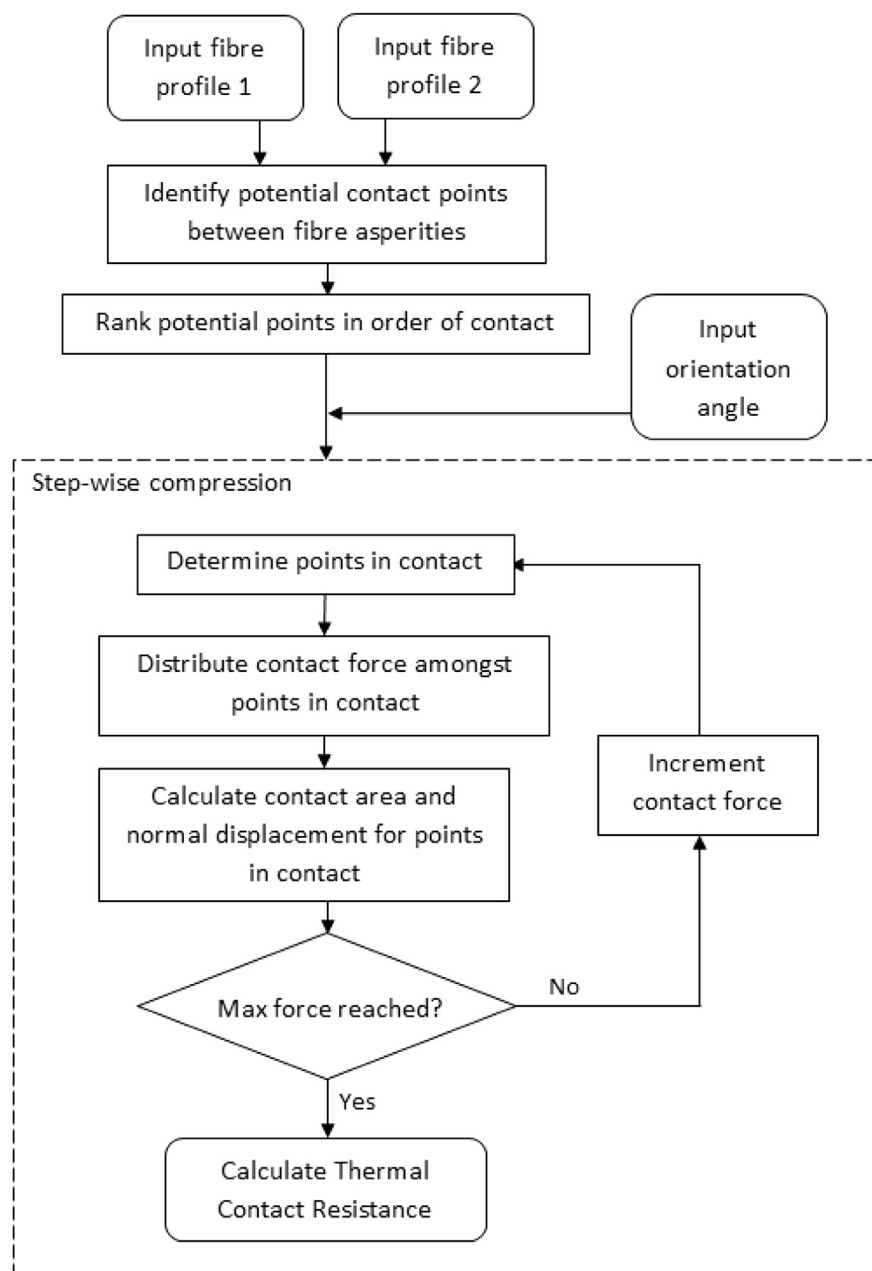 Input fibre
profile 1
Input fibre
profile 2
Identify potential contact points
between fibre asperities
Rank potential points in order of contact
Input
orientation
angle
Step-wise compression
Determine points in contact
Distribute contact force amongst
points in contact
Calculate contact area and
normal displacement for points
in contact
Increment
contact force
Max force reached?
No
Yes
Calculate Thermal
Contact Resistance